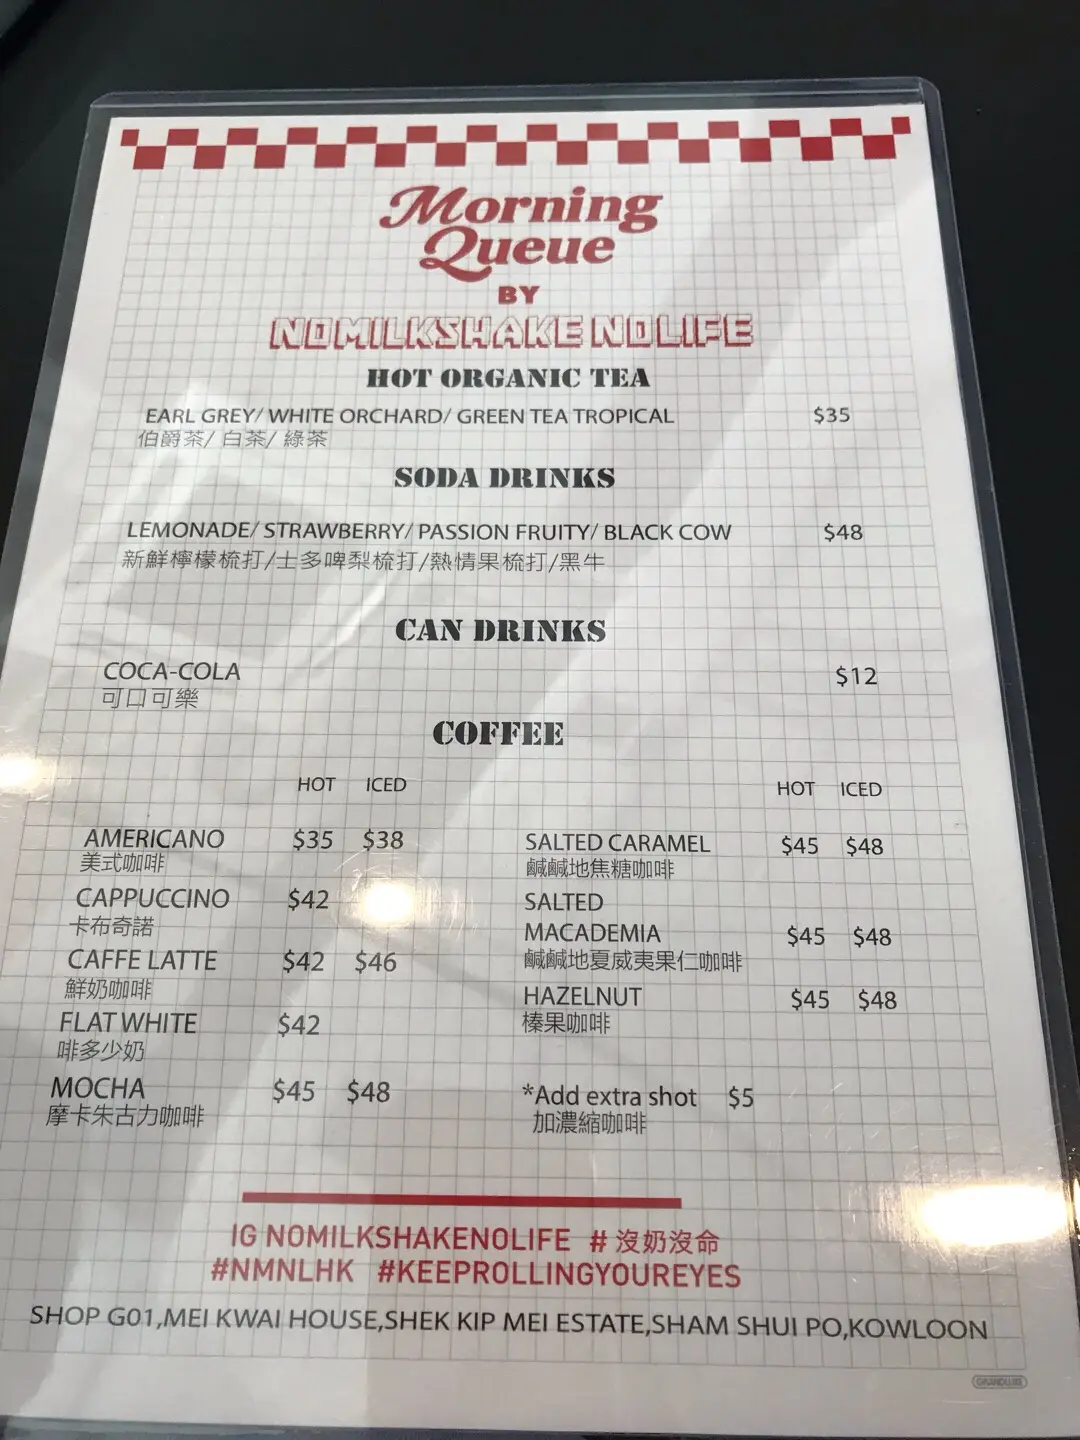 Morning
Queue
BY
NOMILKSHAKE NOLIFE
HOT ORGANIC TEA
EARL GREY/ WHITE ORCHARD/ GREEN TEA TROPICAL $35
伯爵茶/ 白茶/ 綠茶
SODA DRINKS
LEMONADE/ STRAWBERRY/ PASSION FRUITY/ BLACK COW $48
新鮮檸檬梳打/士多啤梨梳打/熱情果梳打/黑牛
CAN DRINKS
COCA-COLA $12
可口可樂
COFFEE
HOT ICED
AMERICANO $35 $38
美式咖啡
CAPPUCCINO $42
卡布奇諾
CAFFE LATTE $42 $46
鮮奶咖啡
FLAT WHITE $42
啡多少奶
MOCHA $45 $48
摩卡朱古力咖啡
HOT ICED
SALTED CARAMEL $45 $48
鹹鹹地焦糖咖啡
SALTED
MACADEMIA $45 $48
鹹鹹地夏威夷果仁咖啡
HAZELNUT $45 $48
榛果咖啡
*Add extra shot $5
加濃縮咖啡
IG NOMILKSHAKENOLIFE # 沒奶沒命
#NMNLHK #KEEPROLLINGYOUREYES
SHOP G01,MEI KWAI HOUSE,SHEK KIP MEI ESTATE,SHAM SHUI PO,KOWLOON